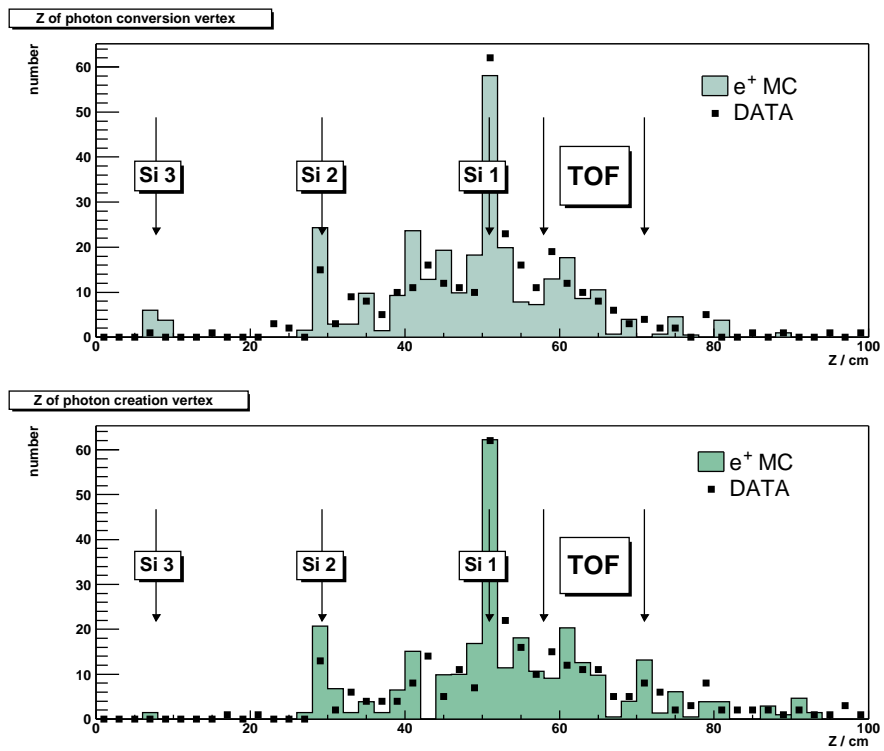 Z of photon conversion vertex
number
60
50
40
30
20
10
0
e+ MC
DATA
Si 3
Si 2
Si 1
TOF
0
20
40
60
80
100
Z / cm
Z of photon creation vertex
number
60
50
40
30
20
10
0
e+ MC
DATA
Si 3
Si 2
Si 1
TOF
0
20
40
60
80
100
Z / cm